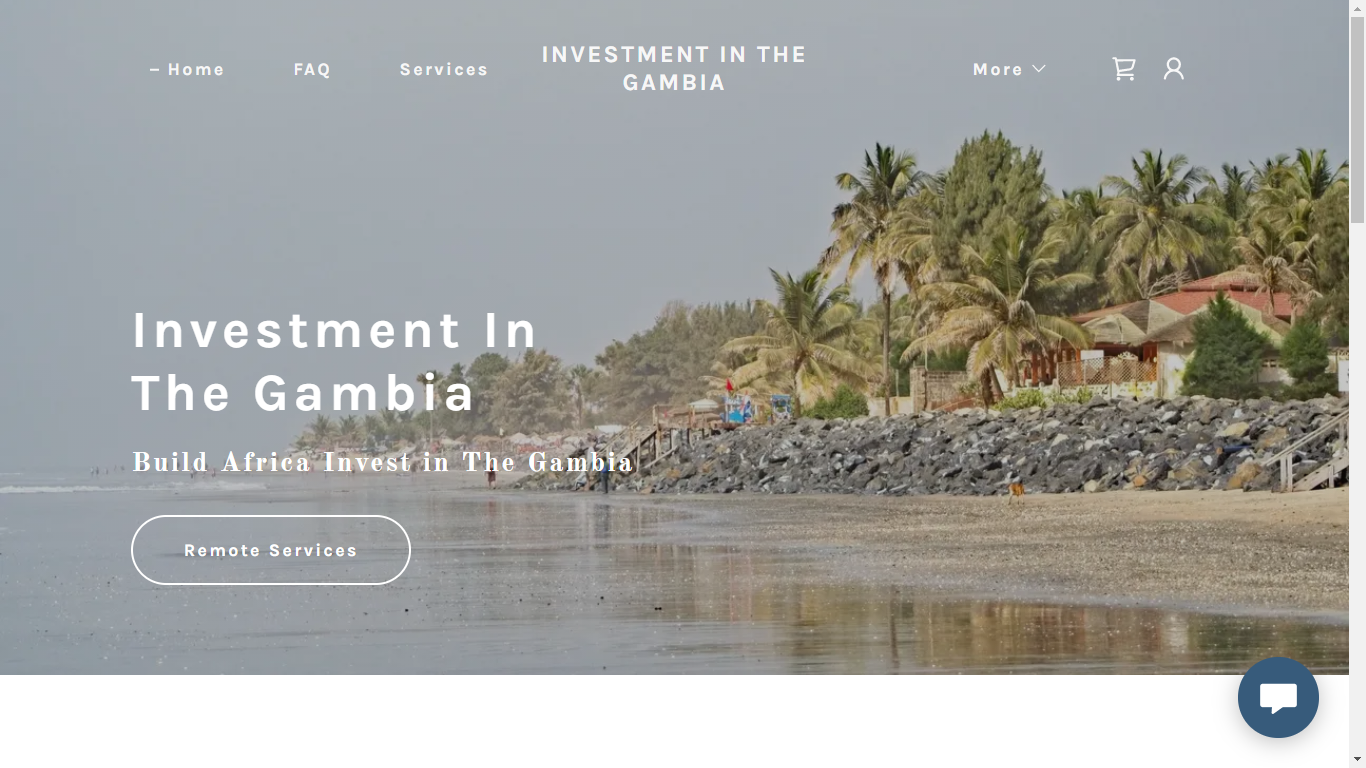 – Home
FAQ
Services
INVESTMENT IN THE
GAMBIA
More
Investment In
The Gambia
Build Africa Invest in The Gambia
Remote Services